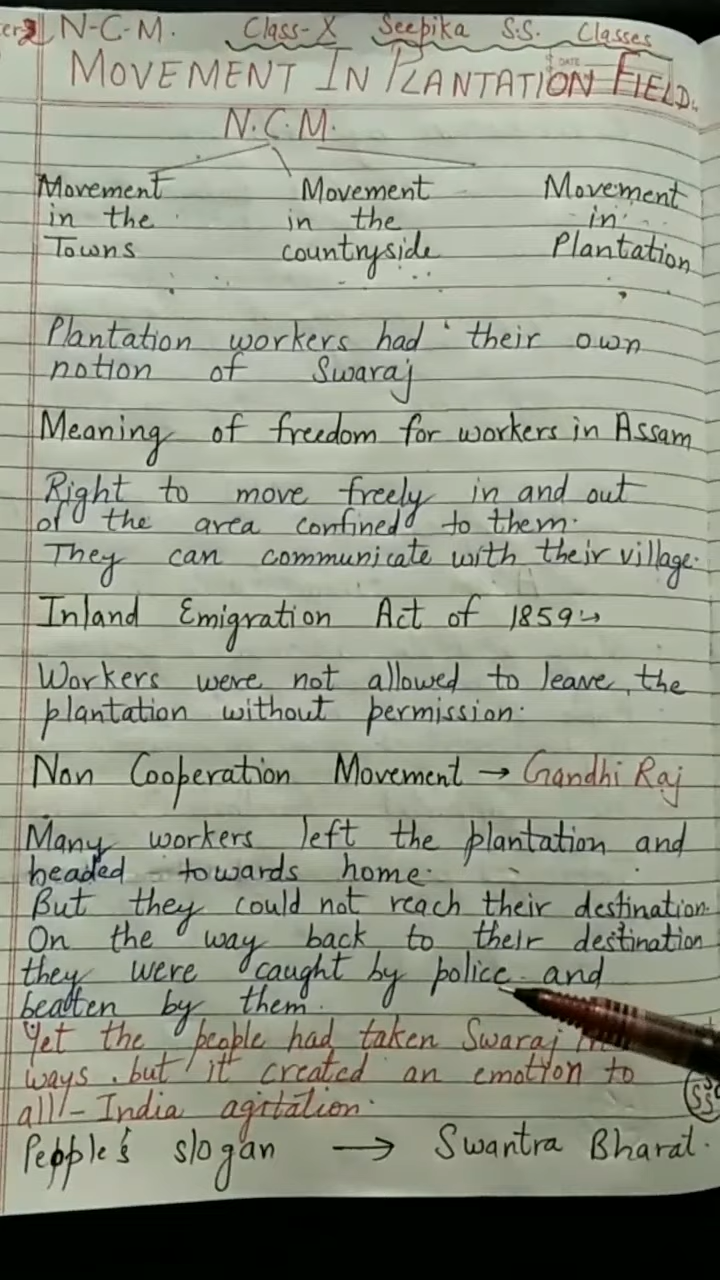 N-C-M. Class-X Seepika S.S. Classes
MOVEMENT IN PLANTATION FIELD.
DATE
N.C.M.
Movement Movement Movement
in the in the in
Towns countryside Plantation
Plantation workers had their own
notion of Swaraj
Meaning of freedom for workers in Assam
Right to move freely in and out
of the area confined to them.
They can communicate with their village.
Inland Emigration Act of 1859→
Workers were not allowed to leave the
plantation without permission.
Non Cooperation Movement → Gandhi Raj
Many workers left the plantation and
headed towards home.
But they could not reach their destination.
On the way back to their destination
they were caught by police and
beatten by them.
Yet the people had taken Swaraj
ways. but it created an emotion to
all - India agitation.
People's slogan → Swantra Bharat.